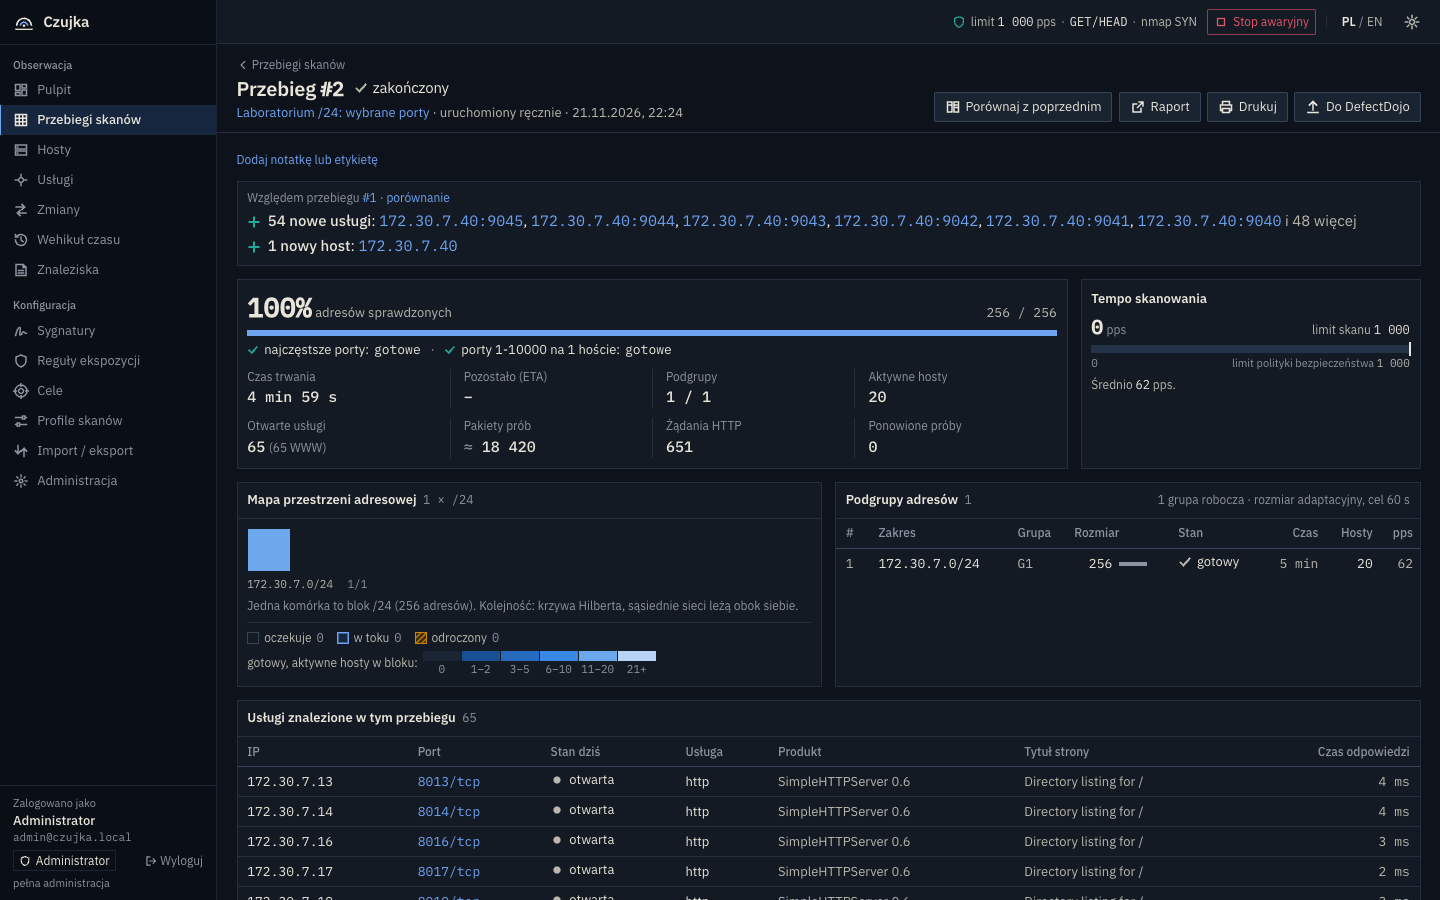 Czujka
limit 1 000 pps · GET/HEAD · nmap SYN
Stop awaryjny
PL / EN
Obserwacja
Pulpit
Przebiegi skanów
Hosty
Usługi
Zmiany
Wehikuł czasu
Znaleziska
Konfiguracja
Sygnatury
Reguły ekspozycji
Cele
Profile skanów
Import / eksport
Administracja
Zalogowano jako
Administrator
admin@czujka.local
Administrator
Wyloguj
pełna administracja
Przebiegi skanów
Przebieg #2 zakończony
Laboratorium /24: wybrane porty · uruchomiony ręcznie · 21.11.2026, 22:24
Porównaj z poprzednim
Raport
Drukuj
Do DefectDojo
Dodaj notatkę lub etykietę
Względem przebiegu #1 · porównanie
54 nowe usługi: 172.30.7.40:9045, 172.30.7.40:9044, 172.30.7.40:9043, 172.30.7.40:9042, 172.30.7.40:9041, 172.30.7.40:9040 i 48 więcej
1 nowy host: 172.30.7.40
100% adresów sprawdzonych 256 / 256
najczęstsze porty: gotowe · porty 1-10000 na 1 hoście: gotowe
Czas trwania Pozostało (ETA) Podgrupy Aktywne hosty
4 min 59 s – 1 / 1 20
Otwarte usługi Pakiety prób Żądania HTTP Ponowione próby
65 (65 WWW) ≈ 18 420 651 0
Tempo skanowania
0 pps limit skanu 1 000
0 limit polityki bezpieczeństwa 1 000
Średnio 62 pps.
Mapa przestrzeni adresowej 1 × /24
172.30.7.0/24 1/1
Jedna komórka to blok /24 (256 adresów). Kolejność: krzywa Hilberta, sąsiednie sieci leżą obok siebie.
oczekuje 0 w toku 0 odroczony 0
gotowy, aktywne hosty w bloku:
0 1–2 3–5 6–10 11–20 21+
Podgrupy adresów 1 1 grupa robocza · rozmiar adaptacyjny, cel 60 s
# Zakres Grupa Rozmiar Stan Czas Hosty pps
1 172.30.7.0/24 G1 256 gotowy 5 min 20 62
Usługi znalezione w tym przebiegu 65
IP Port Stan dziś Usługa Produkt Tytuł strony Czas odpowiedzi
172.30.7.13 8013/tcp otwarta http SimpleHTTPServer 0.6 Directory listing for / 4 ms
172.30.7.14 8014/tcp otwarta http SimpleHTTPServer 0.6 Directory listing for / 4 ms
172.30.7.16 8016/tcp otwarta http SimpleHTTPServer 0.6 Directory listing for / 3 ms
172.30.7.17 8017/tcp otwarta http SimpleHTTPServer 0.6 Directory listing for / 2 ms